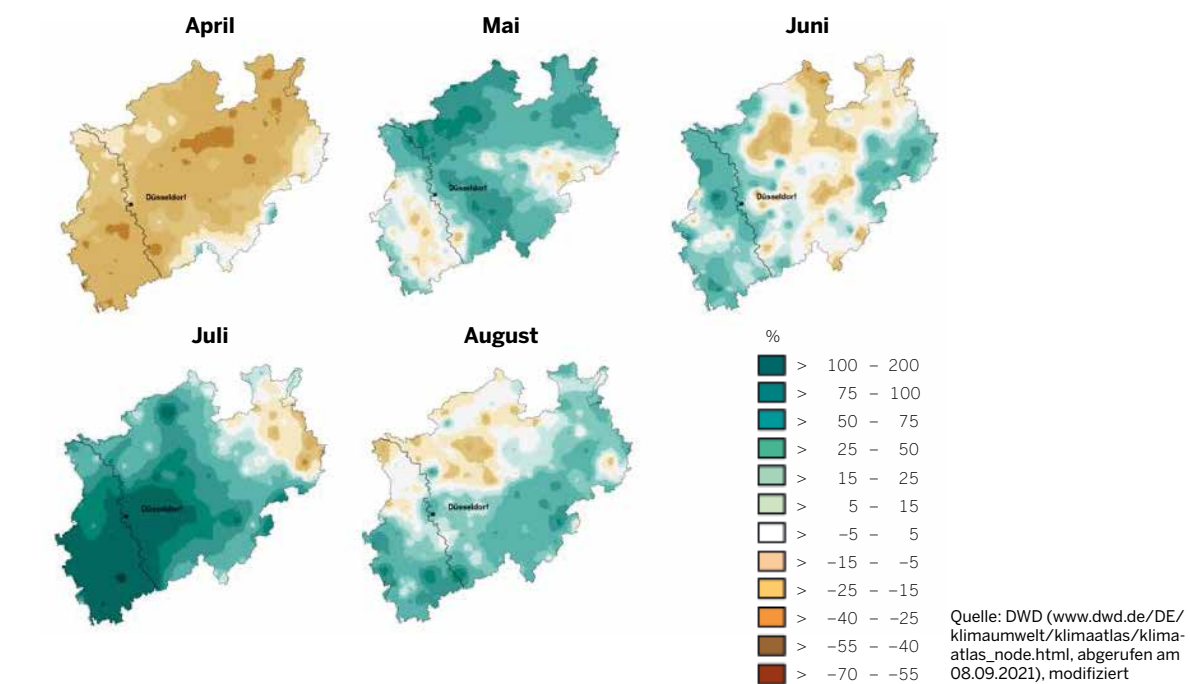 April
Mai
Juni
Düsseldorf
Düsseldorf
Düsseldorf
Juli
August
Düsseldorf
Düsseldorf
%
> 100 – 200
> 75 – 100
> 50 – 75
> 25 – 50
> 15 – 25
> 5 – 15
> –5 – 5
> –15 – –5
> –25 – –15
> –40 – –25
> –55 – –40
> –70 – –55
Quelle: DWD (www.dwd.de/DE/
klimaumwelt/klimaatlas/klima-
atlas_node.html, abgerufen am
08.09.2021), modifiziert